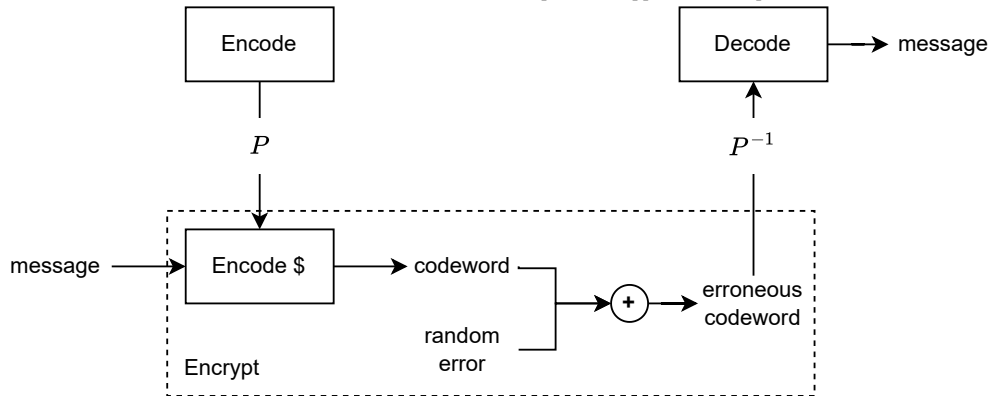 Encode
Decode
message
P
P^{-1}
message
Encode $
codeword
+
erroneous
codeword
random
error
Encrypt